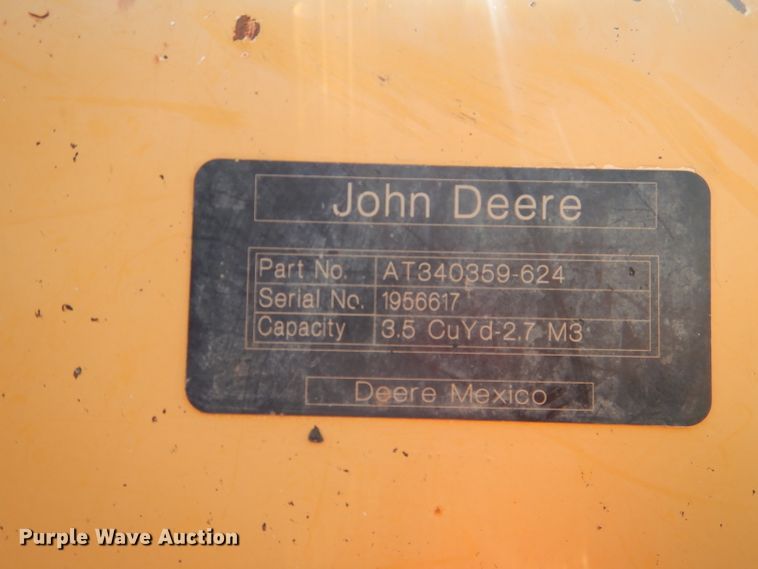 John Deere
Part No. AT340359-624
Serial No. 1956617
Capacity 3.5 CuYd-2.7 M3
Deere Mexico
Purple Wave Auction